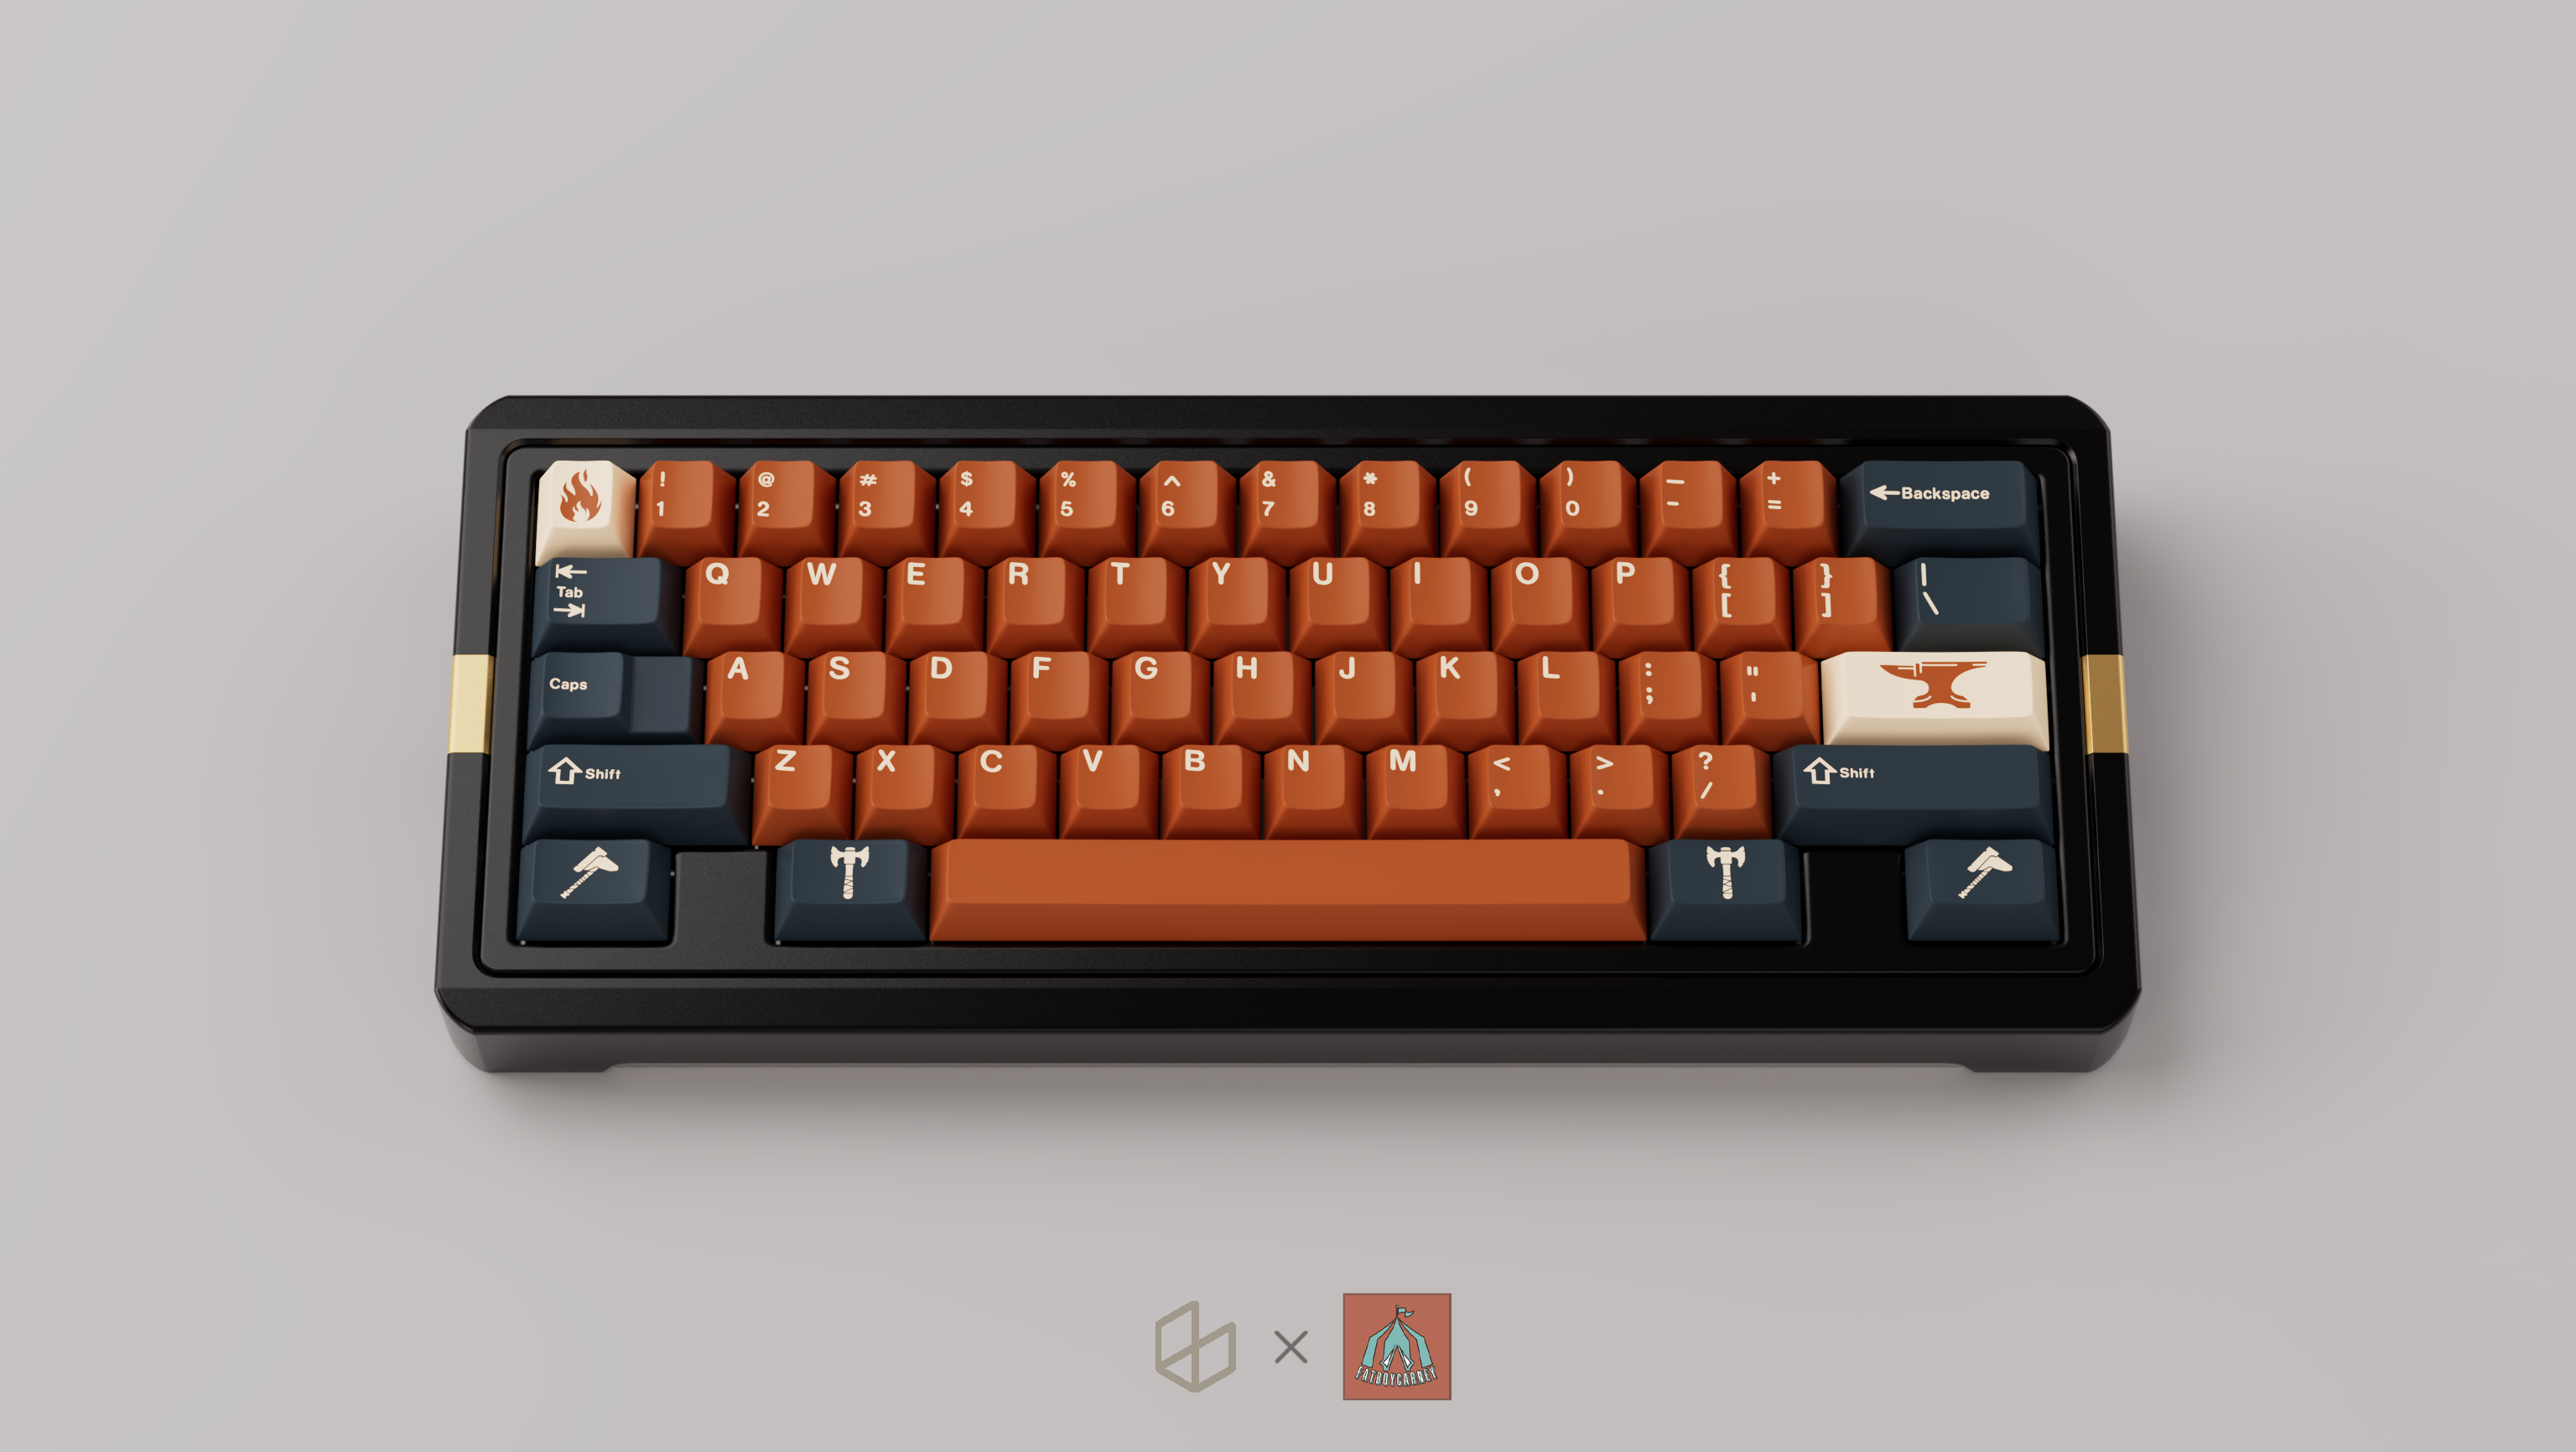 ! @ # $ % ^ & * ( ) — +
1 2 3 4 5 6 7 8 9 0 - = ←Backspace
Tab Q W E R T Y U I O P { } |
[ ] \
Caps A S D F G H J K L : "
; '
Shift Z X C V B N M < > ? Shift
, . /
FATBOYCARNEY